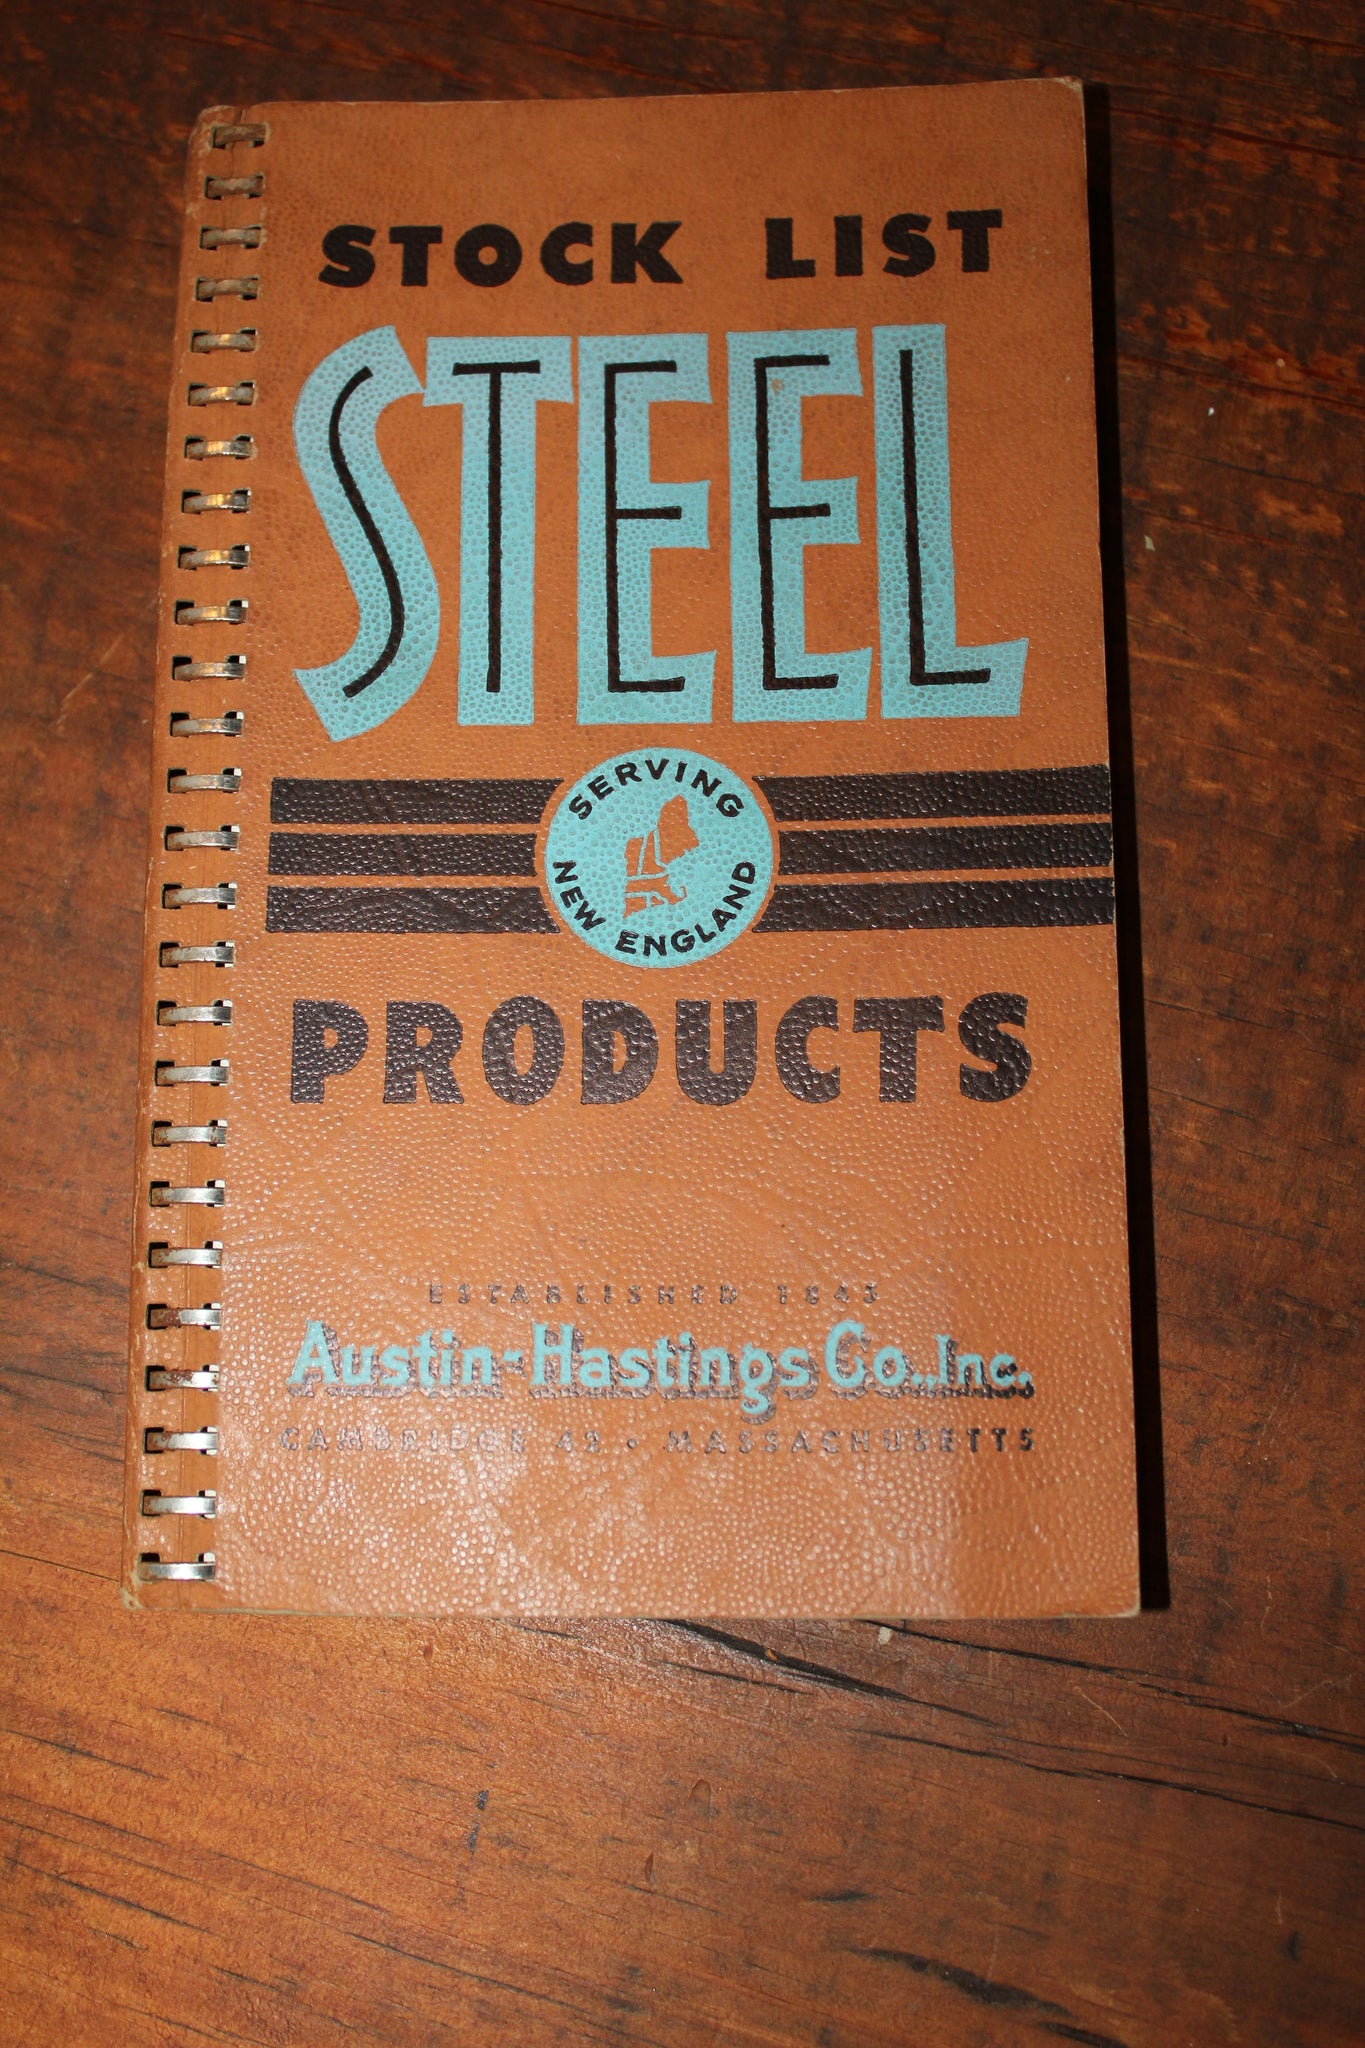 STOCK LIST
STEEL
SERVING
NEW ENGLAND
PRODUCTS
ESTABLISHED 1843
Austin-Hastings Co., Inc.
CAMBRIDGE 42 • MASSACHUSETTS